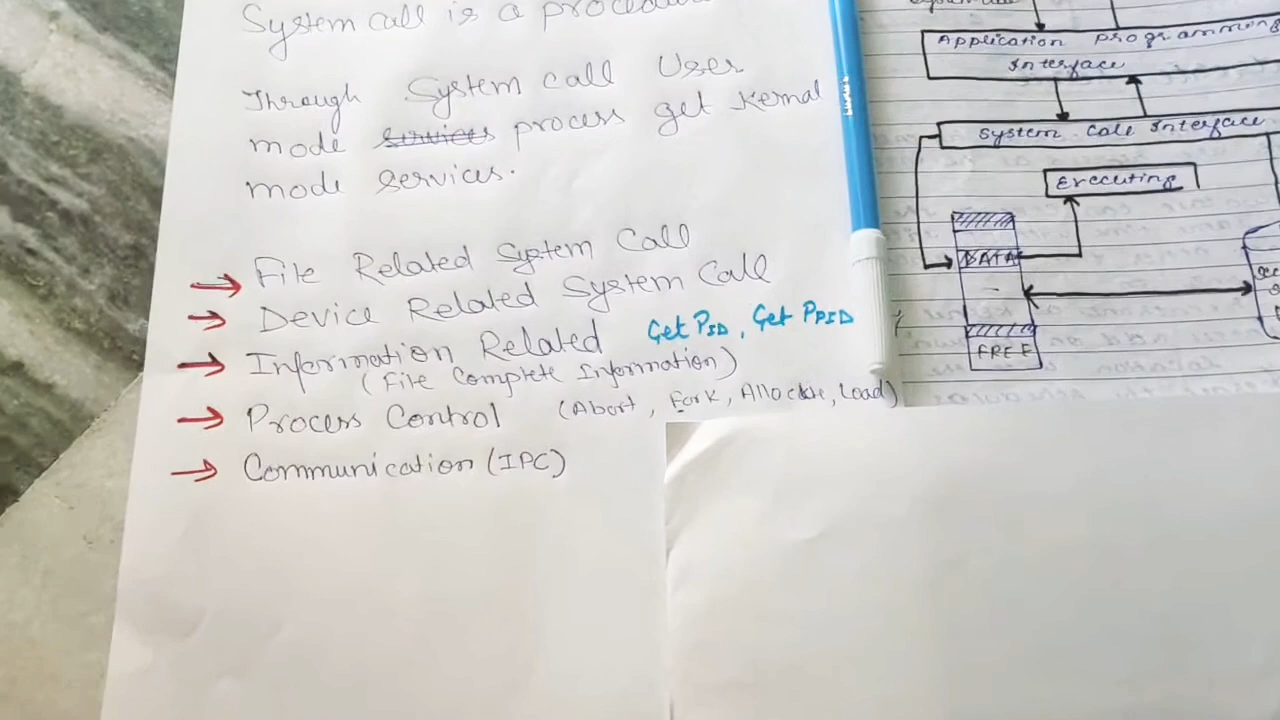 System call is a
Through System Call User
mode services process get Kernal
mode services.
File Related System Call
Device Related System Call
Information Related Get PID, Get PPID
(File Complete Information)
Process Control (Abort, Fork, Allocate, Load)
Communication (IPC)
Application Programming
Interface
System Call Interface
Executing
DATA
FREE